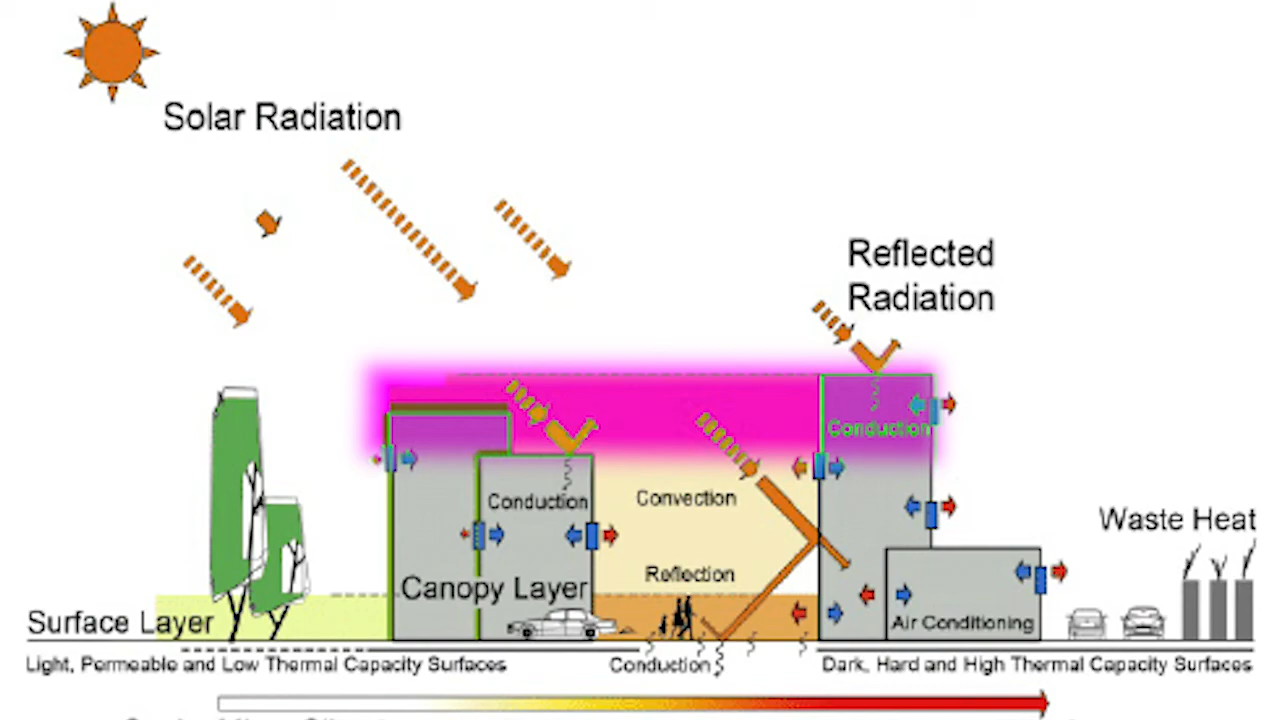 Solar Radiation
Reflected
Radiation
Conduction
Conduction
Convection
Waste Heat
Reflection
Canopy Layer
Surface Layer
Air Conditioning
Light, Permeable and Low Thermal Capacity Surfaces
Conduction
Dark, Hard and High Thermal Capacity Surfaces